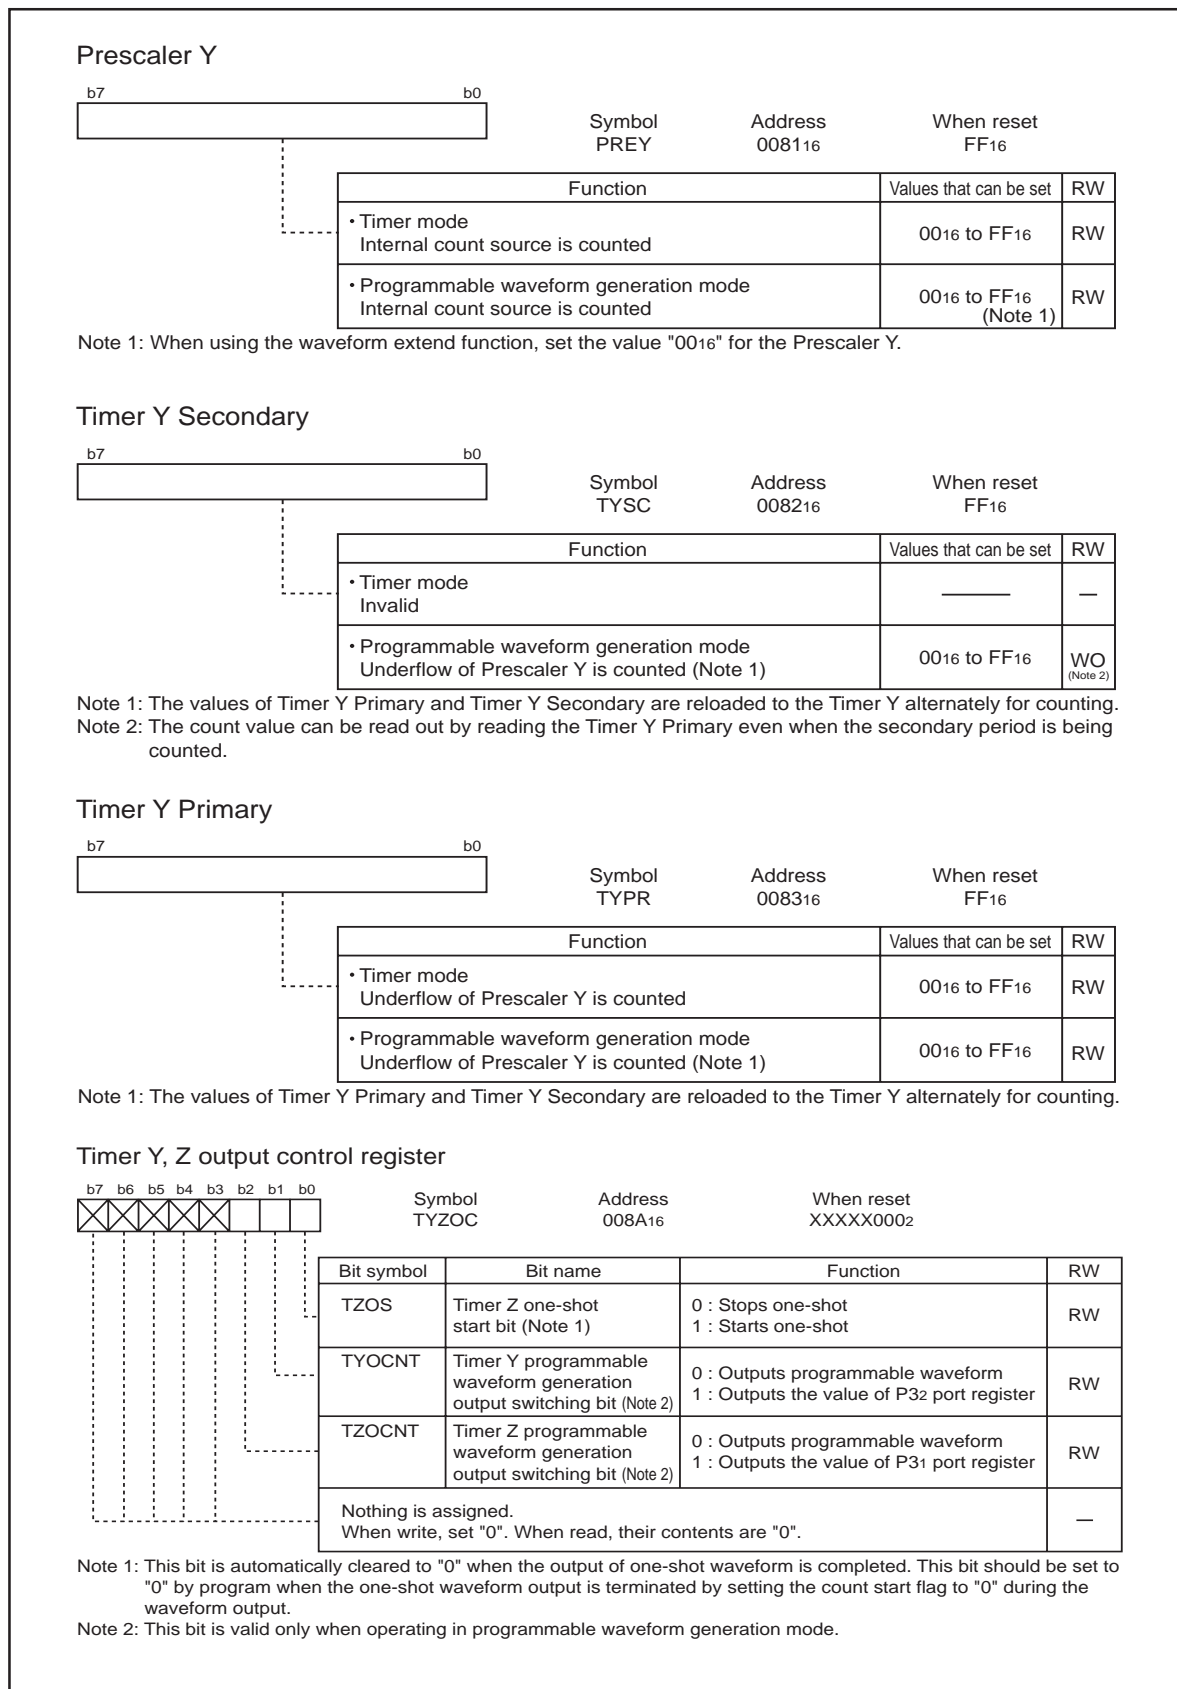 Prescaler Y
b7 b0
Symbol Address When reset
PREY 008116 FF16
Function Values that can be set RW
• Timer mode
Internal count source is counted 0016 to FF16 RW
• Programmable waveform generation mode
Internal count source is counted 0016 to FF16 (Note 1) RW
Note 1: When using the waveform extend function, set the value "0016" for the Prescaler Y.
Timer Y Secondary
b7 b0
Symbol Address When reset
TYSC 008216 FF16
Function Values that can be set RW
• Timer mode
Invalid — —
• Programmable waveform generation mode
Underflow of Prescaler Y is counted (Note 1) 0016 to FF16 WO (Note 2)
Note 1: The values of Timer Y Primary and Timer Y Secondary are reloaded to the Timer Y alternately for counting.
Note 2: The count value can be read out by reading the Timer Y Primary even when the secondary period is being
counted.
Timer Y Primary
b7 b0
Symbol Address When reset
TYPR 008316 FF16
Function Values that can be set RW
• Timer mode
Underflow of Prescaler Y is counted 0016 to FF16 RW
• Programmable waveform generation mode
Underflow of Prescaler Y is counted (Note 1) 0016 to FF16 RW
Note 1: The values of Timer Y Primary and Timer Y Secondary are reloaded to the Timer Y alternately for counting.
Timer Y, Z output control register
b7 b6 b5 b4 b3 b2 b1 b0
Symbol Address When reset
TYZOC 008A16 XXXXX0002
Bit symbol Bit name Function RW
TZOS Timer Z one-shot 0 : Stops one-shot
start bit (Note 1) 1 : Starts one-shot RW
TYOCNT Timer Y programmable
waveform generation 0 : Outputs programmable waveform
output switching bit (Note 2) 1 : Outputs the value of P32 port register RW
TZOCNT Timer Z programmable
waveform generation 0 : Outputs programmable waveform
output switching bit (Note 2) 1 : Outputs the value of P31 port register RW
Nothing is assigned.
When write, set "0". When read, their contents are "0". —
Note 1: This bit is automatically cleared to "0" when the output of one-shot waveform is completed. This bit should be set to
"0" by program when the one-shot waveform output is terminated by setting the count start flag to "0" during the
waveform output.
Note 2: This bit is valid only when operating in programmable waveform generation mode.